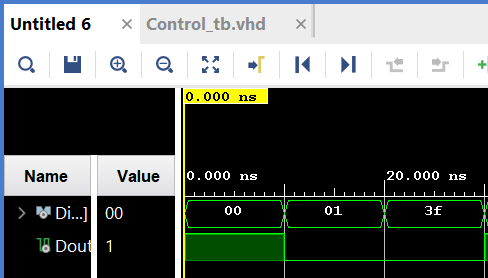 Untitled 6 × Control_tb.vhd ×
0.000 ns
Name Value 0.000 ns 20.000 ns
Di...] 00 00 01 3f
Dout 1